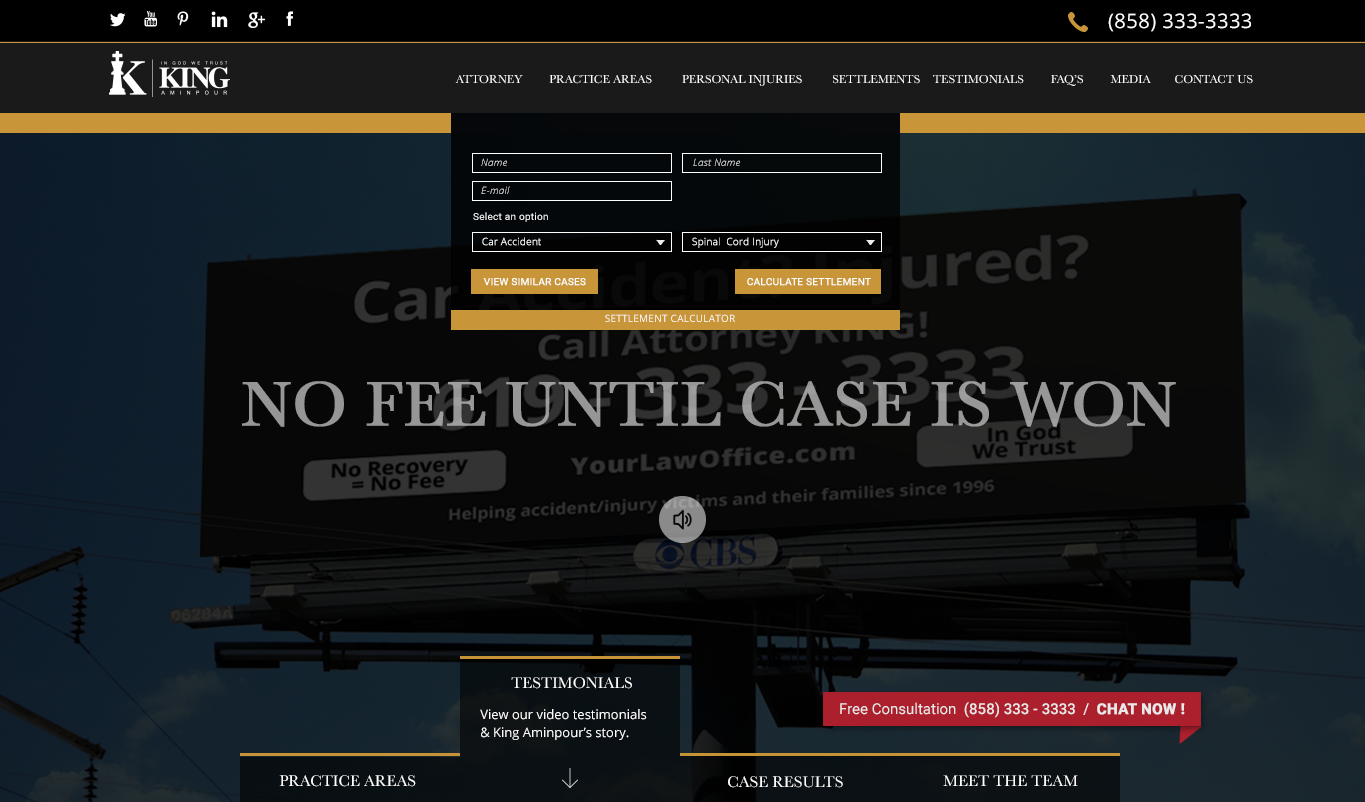 You Tube
(858) 333-3333
IN GOD WE TRUST
K KING
AMINPOUR
ATTORNEY PRACTICE AREAS PERSONAL INJURIES SETTLEMENTS TESTIMONIALS FAQ'S MEDIA CONTACT US
Name Last Name
E-mail
Select an option
Car Accident Spinal Cord Injury
VIEW SIMILAR CASES CALCULATE SETTLEMENT
SETTLEMENT CALCULATOR
Car Accident? Injured?
Call Attorney KING!
619 - 333 - 3333
NO FEE UNTIL CASE IS WON
No Recovery
= No Fee
YourLawOffice.com
In God
We Trust
Helping accident/injury victims and their families since 1996
CBS
06284A
TESTIMONIALS
View our video testimonials
& King Aminpour's story.
Free Consultation (858) 333 - 3333 / CHAT NOW !
PRACTICE AREAS CASE RESULTS MEET THE TEAM